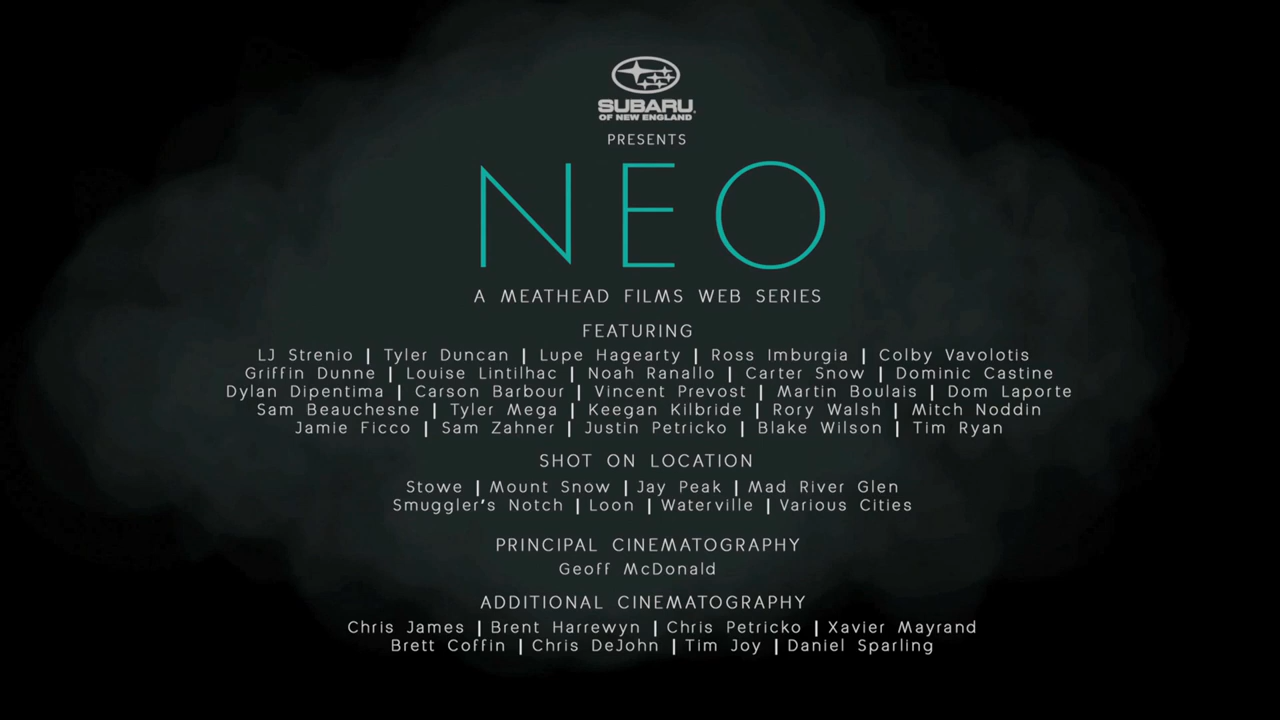 SUBARU
OF NEW ENGLAND
PRESENTS
NEO
A MEATHEAD FILMS WEB SERIES
FEATURING
LJ Strenio | Tyler Duncan | Lupe Hagearty | Ross Imburgia | Colby Vavolotis
Griffin Dunne | Louise Lintilhac | Noah Ranallo | Carter Snow | Dominic Castine
Dylan Dipentima | Carson Barbour | Vincent Prevost | Martin Boulais | Dom Laporte
Sam Beauchesne | Tyler Mega | Keegan Kilbride | Rory Walsh | Mitch Noddin
Jamie Ficco | Sam Zahner | Justin Petricko | Blake Wilson | Tim Ryan
SHOT ON LOCATION
Stowe | Mount Snow | Jay Peak | Mad River Glen
Smuggler's Notch | Loon | Waterville | Various Cities
PRINCIPAL CINEMATOGRAPHY
Geoff McDonald
ADDITIONAL CINEMATOGRAPHY
Chris James | Brent Harrewyn | Chris Petricko | Xavier Mayrand
Brett Coffin | Chris DeJohn | Tim Joy | Daniel Sparling